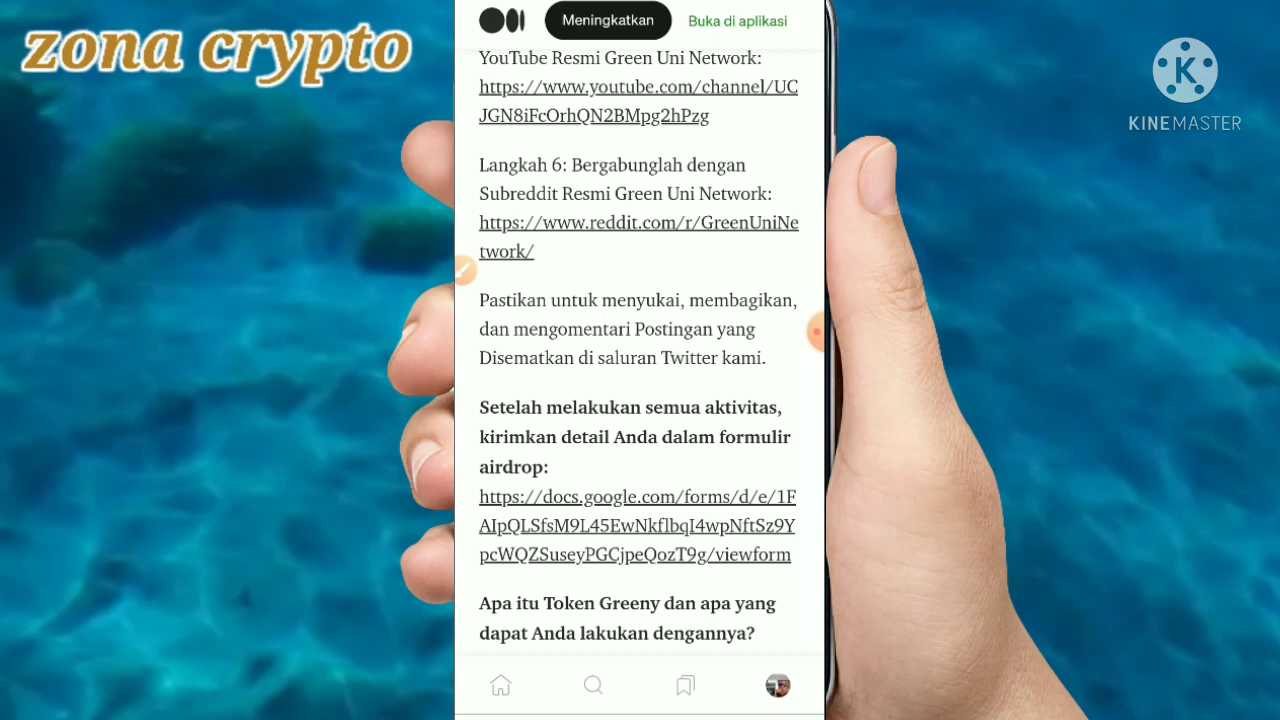 zona crypto
Meningkatkan
Buka di aplikasi
K
KINEMASTER
YouTube Resmi Green Uni Network:
https://www.youtube.com/channel/UC
JGN8iFcOrhQN2BMpg2hPzg
Langkah 6: Bergabunglah dengan
Subreddit Resmi Green Uni Network:
https://www.reddit.com/r/GreenUniNe
twork/
Pastikan untuk menyukai, membagikan,
dan mengomentari Postingan yang
Disematkan di saluran Twitter kami.
Setelah melakukan semua aktivitas,
kirimkan detail Anda dalam formulir
airdrop:
https://docs.google.com/forms/d/e/1F
AIpQLSfsM9L45EwNkflbqI4wpNftSz9Y
pcWQZSuseyPGCjpeQozT9g/viewform
Apa itu Token Greeny dan apa yang
dapat Anda lakukan dengannya?